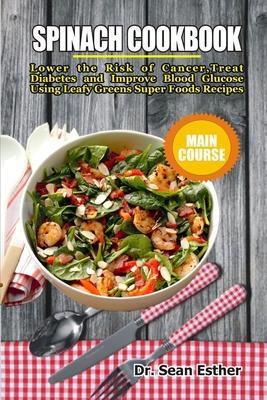 SPINACH COOKBOOK
Lower the Risk of Cancer,Treat
Diabetes and Improve Blood Glucose
Using Leafy Greens Super Foods Recipes
MAIN
COURSE
Dr. Sean Esther